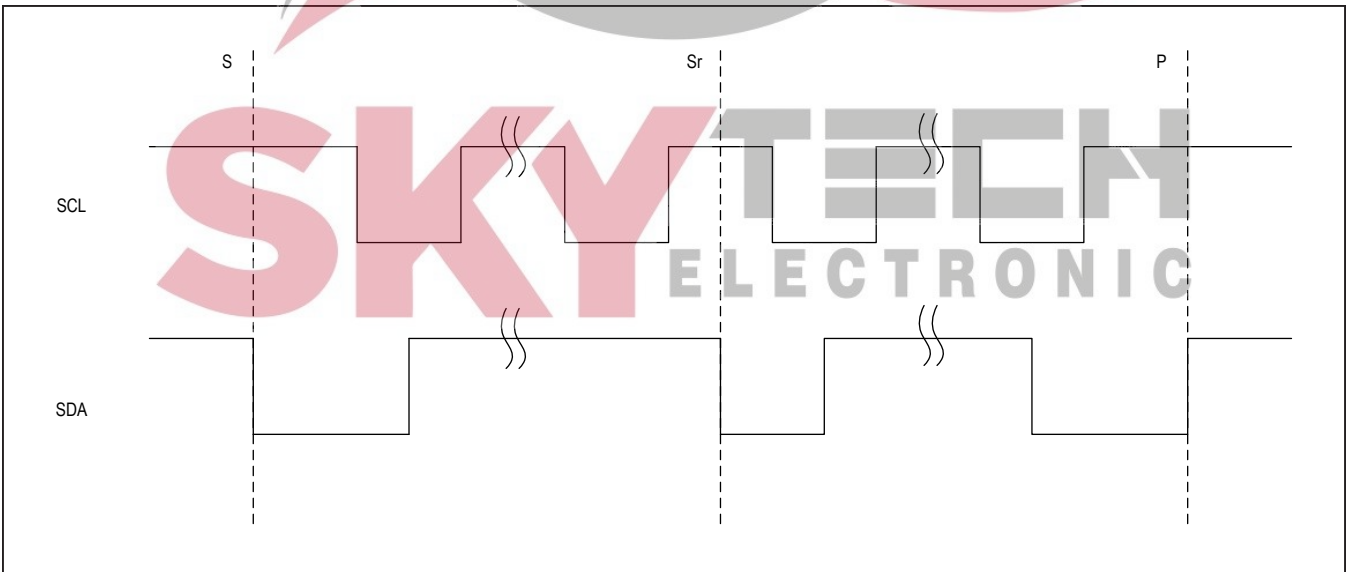 S Sr P
SKYTECH
SCL
ELECTRONIC
SDA